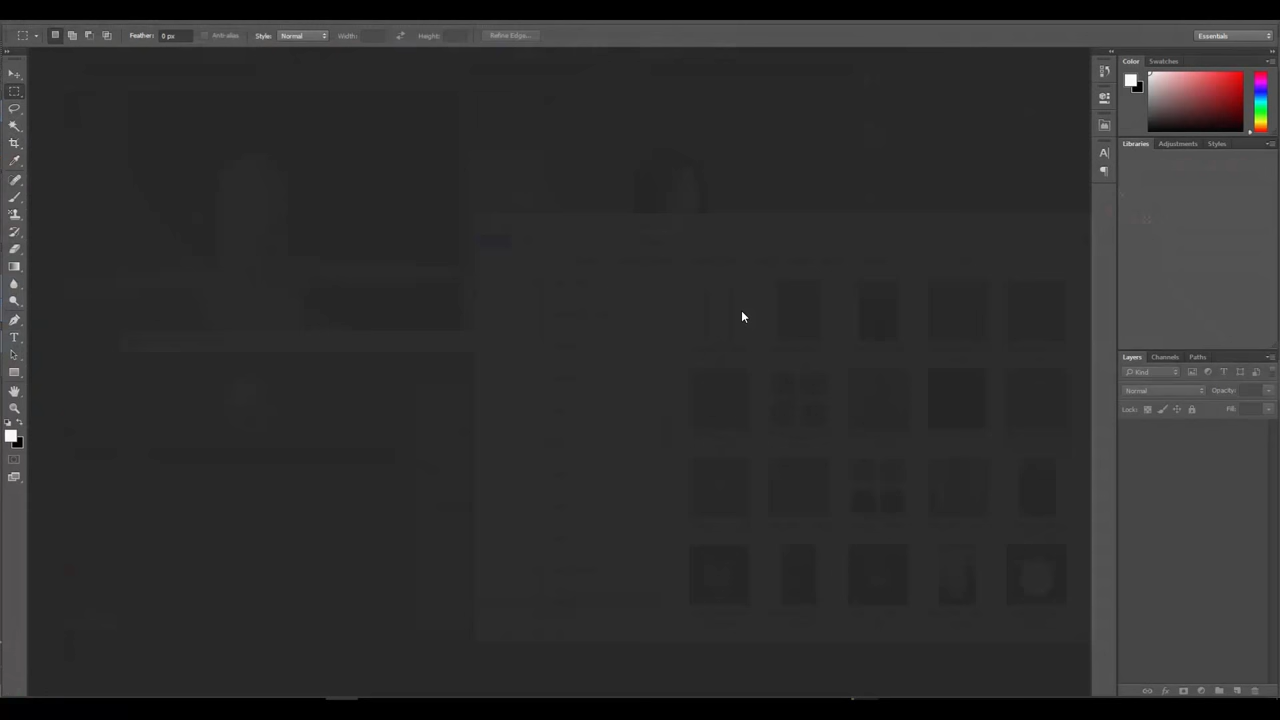 Feather: 0 px Anti-alias Style: Normal Width: Height: Refine Edge... Essentials
Color Swatches
Libraries Adjustments Styles
Layers Channels Paths
Kind
Normal Opacity:
Lock: Fill: